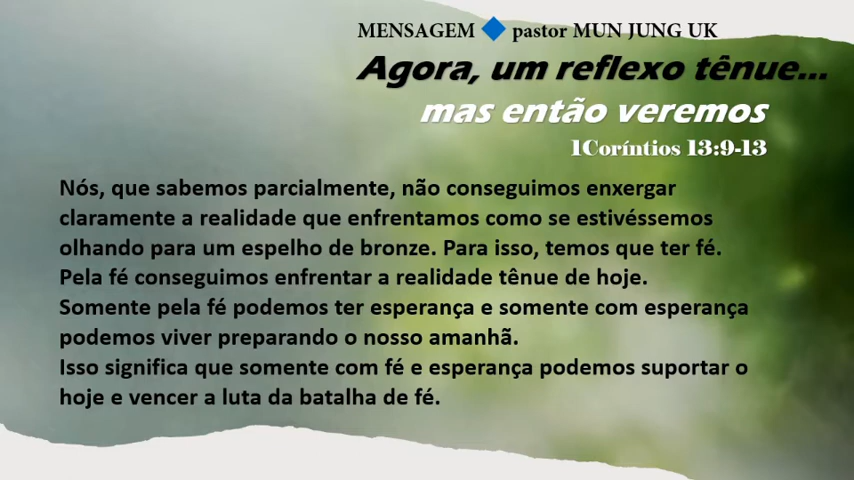 MENSAGEM 🔷 pastor MUN JUNG UK
Agora, um reflexo tênue...
mas então veremos
1Coríntios 13:9-13
Nós, que sabemos parcialmente, não conseguimos enxergar
claramente a realidade que enfrentamos como se estivéssemos
olhando para um espelho de bronze. Para isso, temos que ter fé.
Pela fé conseguimos enfrentar a realidade tênue de hoje.
Somente pela fé podemos ter esperança e somente com esperança
podemos viver preparando o nosso amanhã.
Isso significa que somente com fé e esperança podemos suportar o
hoje e vencer a luta da batalha de fé.